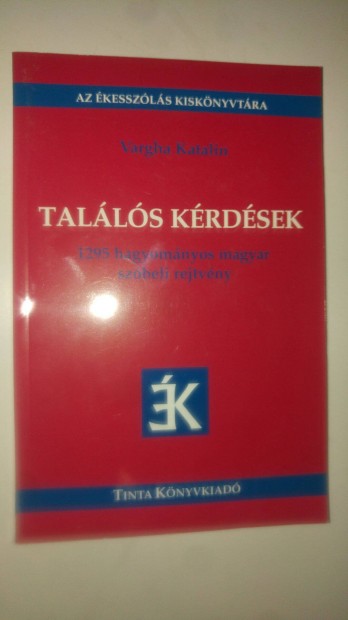 AZ ÉKESSZÓLÁS KISKÖNYVTÁRA
Vargha Katalin
TALÁLÓS KÉRDÉSEK
1295 hagyományos magyar
szóbeli rejtvény
ÉK
TINTA KÖNYVKIADÓ